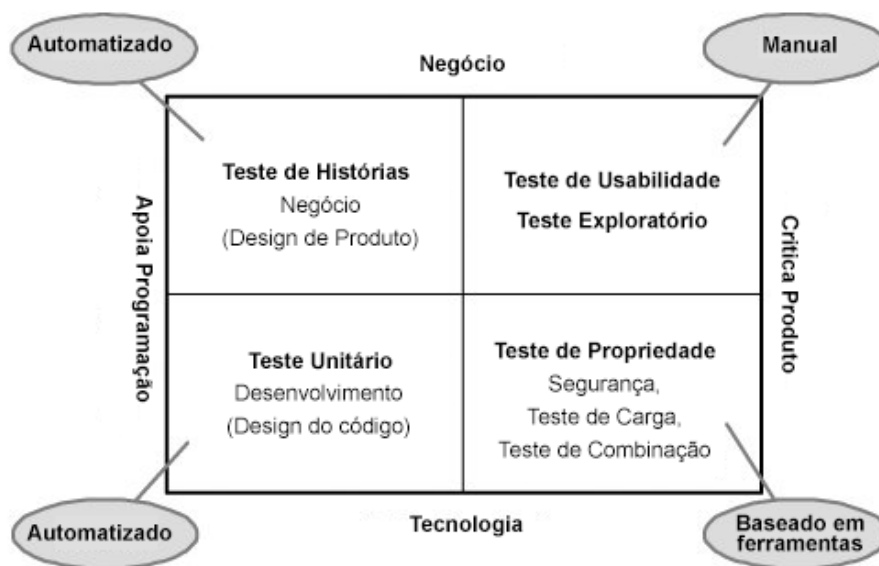 Automatizado
Manual
Negócio
Teste de Histórias
Negócio
(Design de Produto)
Teste de Usabilidade
Teste Exploratório
Apoia Programação
Critica Produto
Teste Unitário
Desenvolvimento
(Design do código)
Teste de Propriedade
Segurança,
Teste de Carga,
Teste de Combinação
Automatizado
Tecnologia
Baseado em
ferramentas